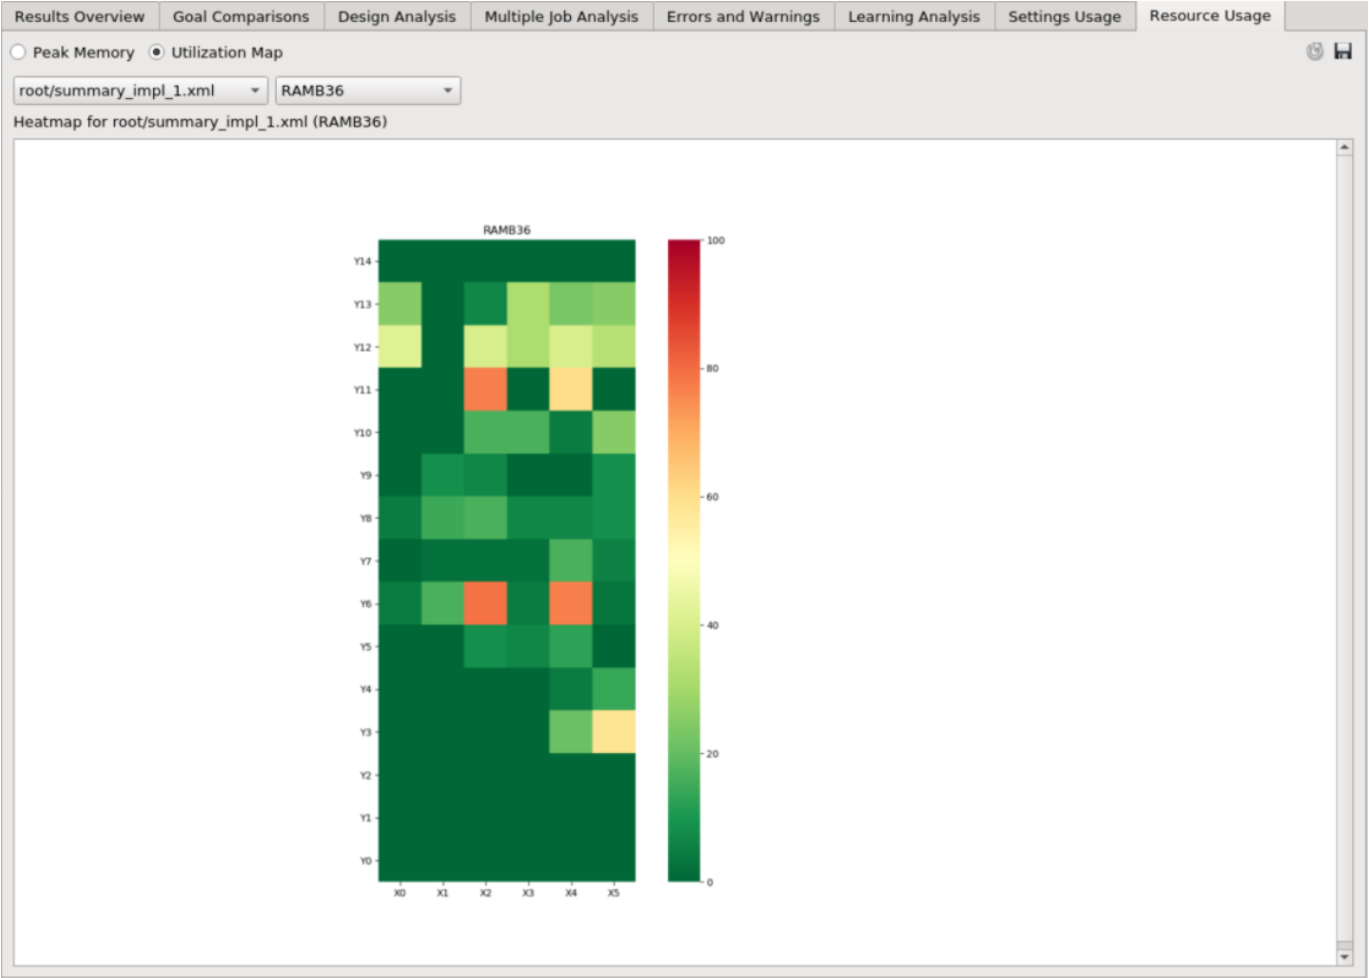 Results Overview Goal Comparisons Design Analysis Multiple Job Analysis Errors and Warnings Learning Analysis Settings Usage Resource Usage
Peak Memory Utilization Map
root/summary_impl_1.xml RAMB36
Heatmap for root/summary_impl_1.xml (RAMB36)
RAMB36
100
Y14
Y13
Y12
80
Y11
Y10
Y9
60
Y8
Y7
Y6
40
Y5
Y4
Y3
20
Y2
Y1
Y0
0
X0 X1 X2 X3 X4 X5